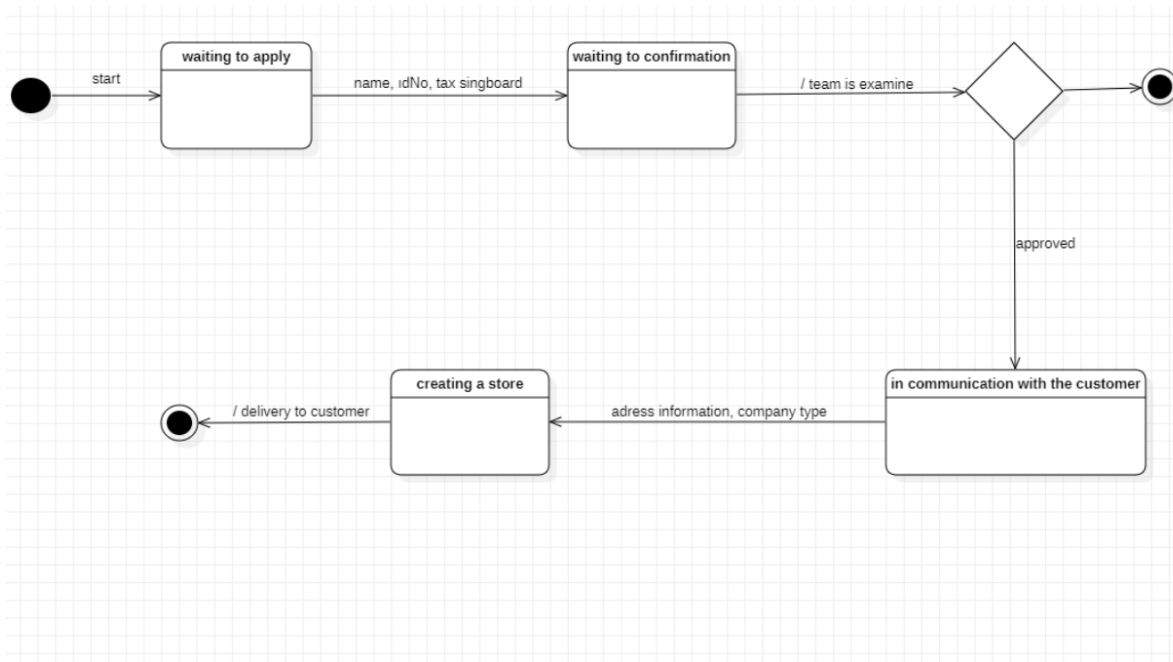 waiting to apply
waiting to confirmation
start
name, ıdNo, tax singboard
/ team is examine
approved
in communication with the customer
creating a store
/ delivery to customer
adress information, company type